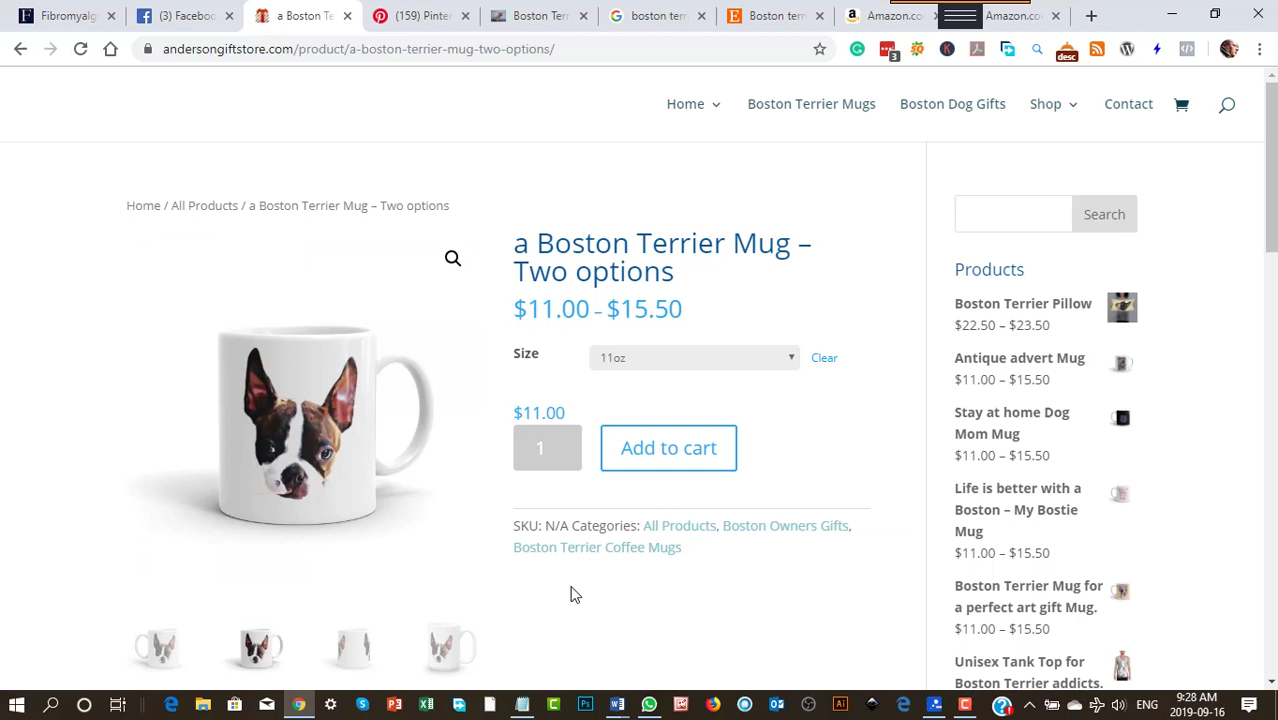 Fibromyalg
(3) Faceboo
a Boston Te
(159) Pinter
Boston Terr
boston terr
Boston terr
Amazon.co
Amazon.co
andersongiftstore.com/product/a-boston-terrier-mug-two-options/
3
desc
Home
Boston Terrier Mugs
Boston Dog Gifts
Shop
Contact
Home / All Products / a Boston Terrier Mug – Two options
a Boston Terrier Mug –
Two options
$11.00 – $15.50
Size
11oz
Clear
$11.00
1
Add to cart
SKU: N/A Categories: All Products, Boston Owners Gifts,
Boston Terrier Coffee Mugs
Search
Products
Boston Terrier Pillow
$22.50 – $23.50
Antique advert Mug
$11.00 – $15.50
Stay at home Dog
Mom Mug
$11.00 – $15.50
Life is better with a
Boston – My Bostie
Mug
$11.00 – $15.50
Boston Terrier Mug for
a perfect art gift Mug.
$11.00 – $15.50
Unisex Tank Top for
Boston Terrier addicts.
ENG
9:28 AM
2019-09-16